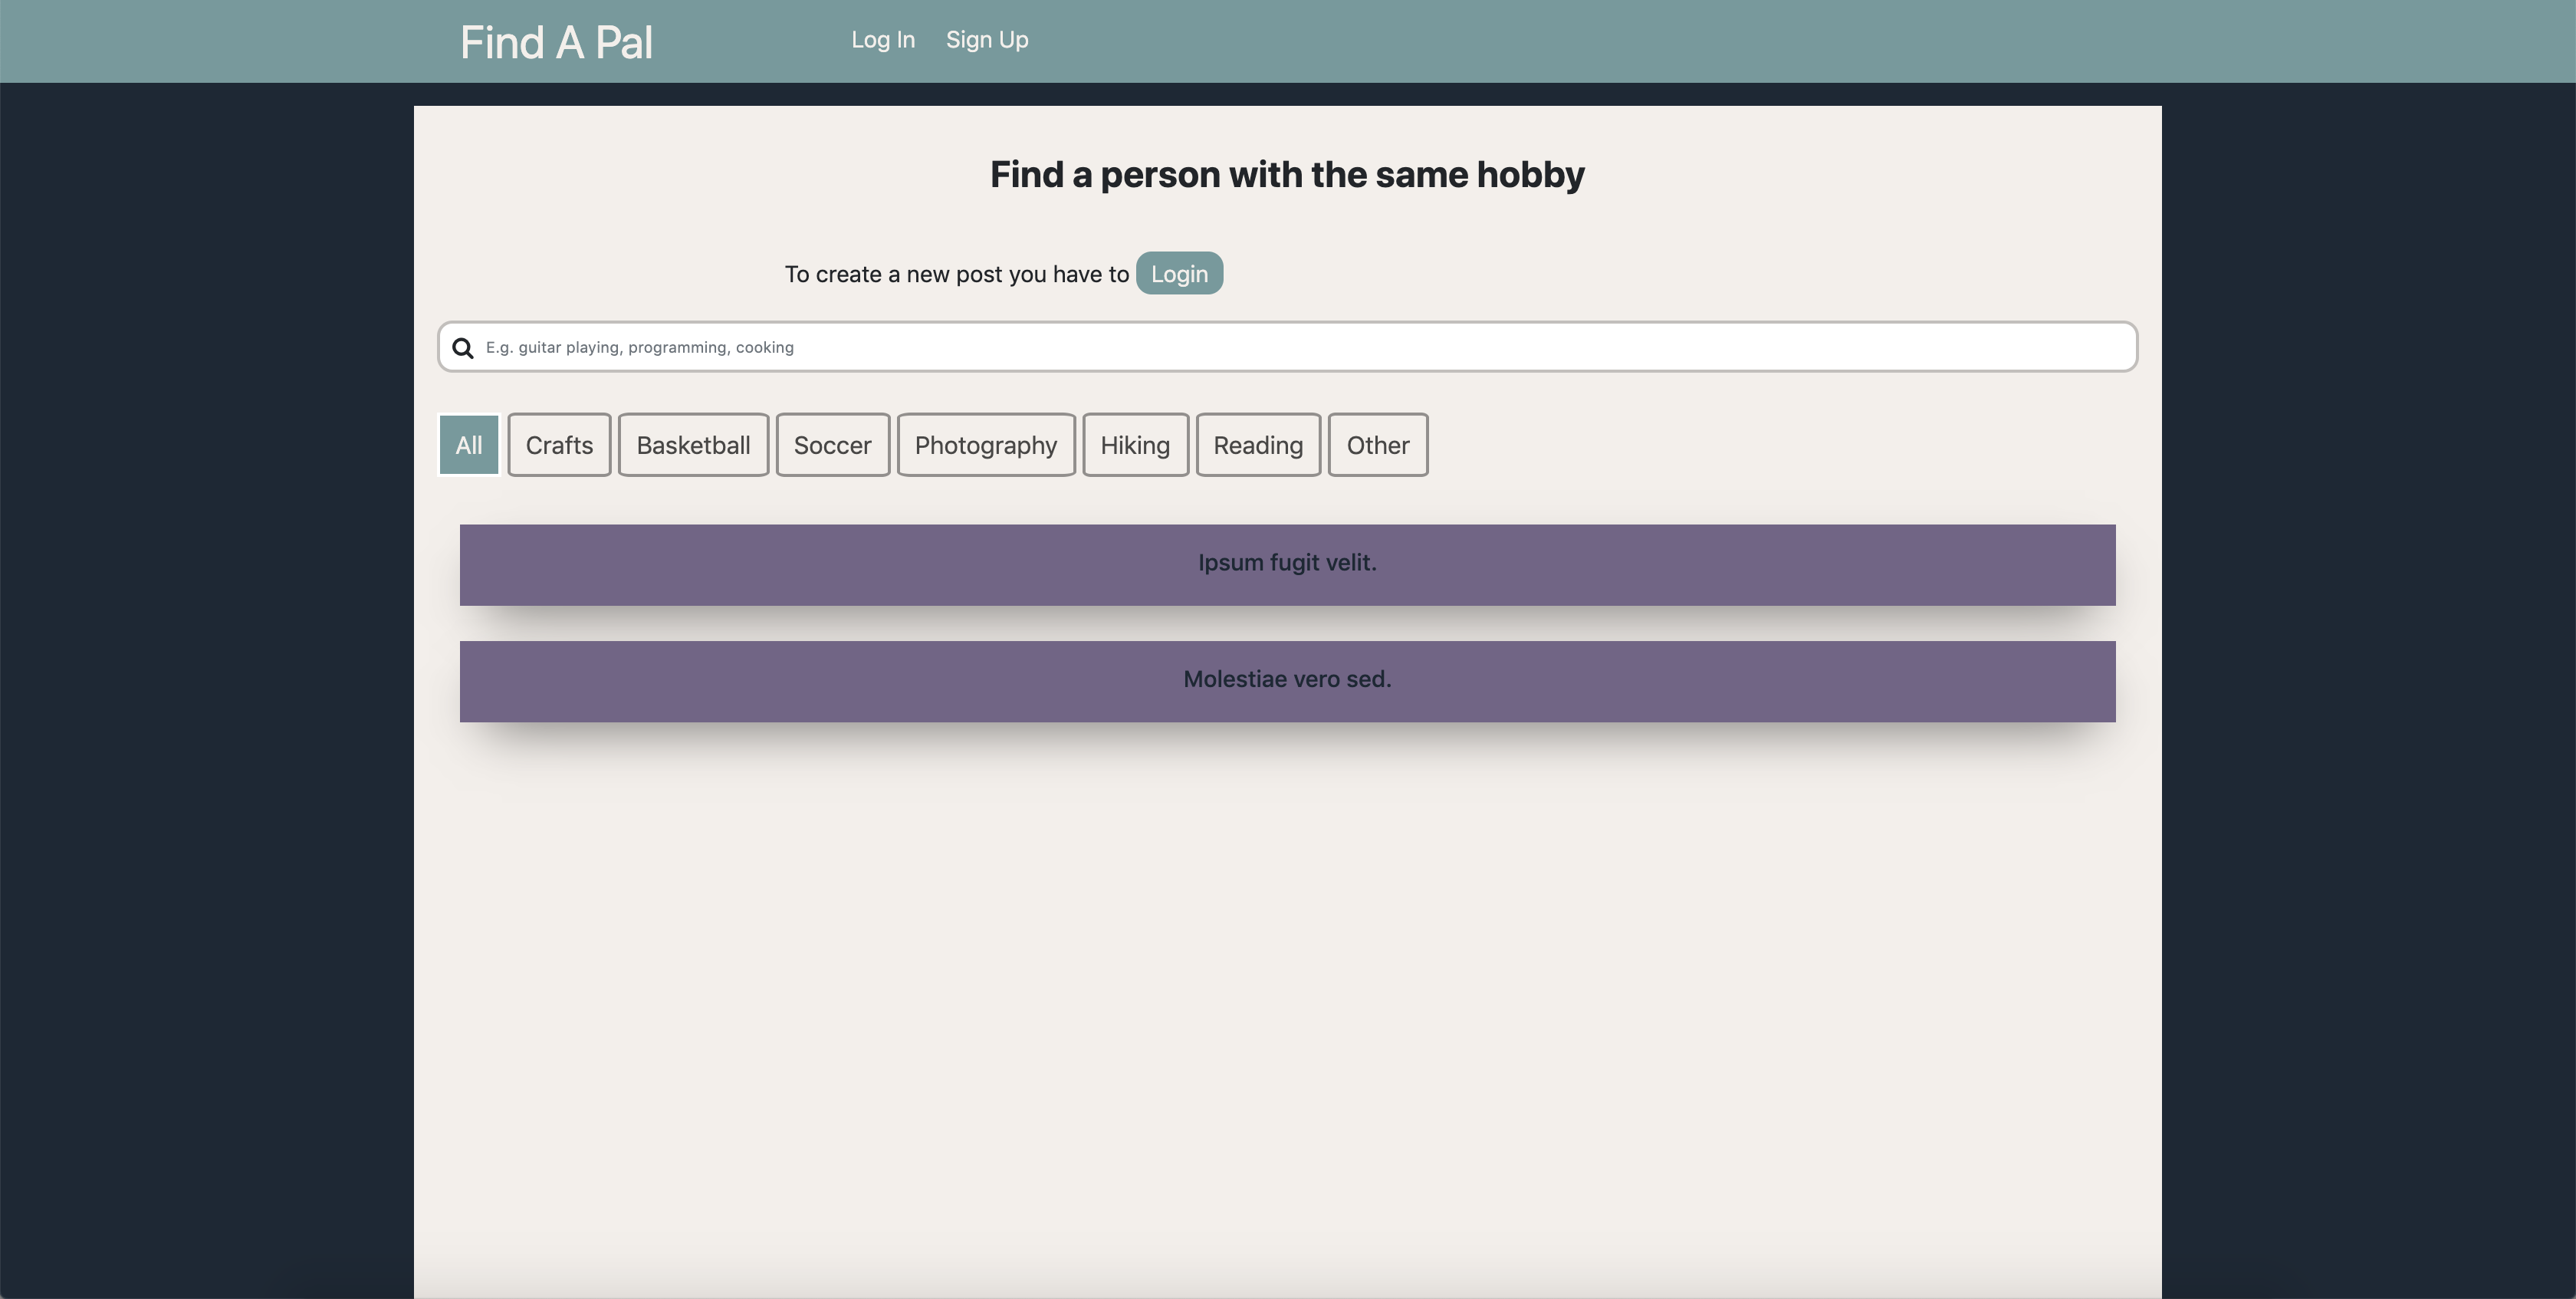 Find A Pal Log In Sign Up
Find a person with the same hobby
To create a new post you have to Login
E.g. guitar playing, programming, cooking
All Crafts Basketball Soccer Photography Hiking Reading Other
Ipsum fugit velit.
Molestiae vero sed.